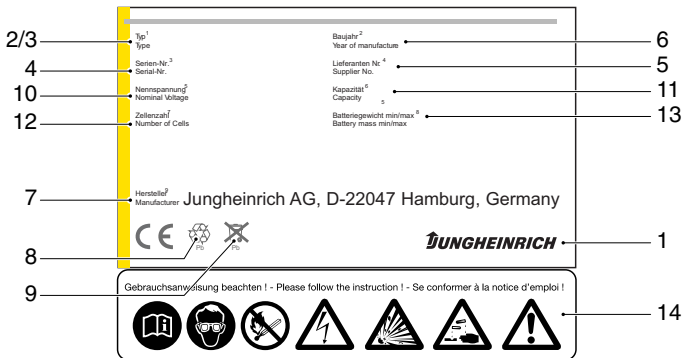 2/3
Typ1
Type
Baujahr2
Year of manufacture
6
4
Serien-Nr.3
Serial-Nr.
Lieferanten Nr.4
Supplier No.
5
10
Nennspannung5
Nominal Voltage
Kapazität6
Capacity
5
11
12
Zellenzahl7
Number of Cells
Batteriegewicht min/max8
Battery mass min/max
13
7
Hersteller9
Manufacturer
Jungheinrich AG, D-22047 Hamburg, Germany
CE
Pb
Pb
JUNGHEINRICH
1
8
9
Gebrauchsanweisung beachten ! - Please follow the instruction ! - Se conformer à la notice d'emploi !
14